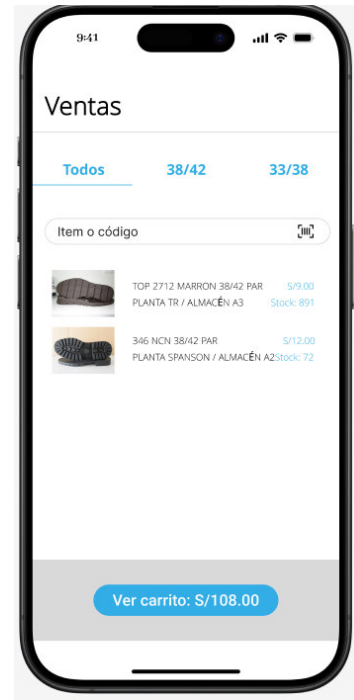 9:41
Ventas
Todos 38/42 33/38
Item o código
TOP 2712 MARRON 38/42 PAR S/9.00
PLANTA TR / ALMACÉN A3 Stock: 891
346 NCN 38/42 PAR S/12.00
PLANTA SPANSON / ALMACÉN A2 Stock: 72
Ver carrito: S/108.00